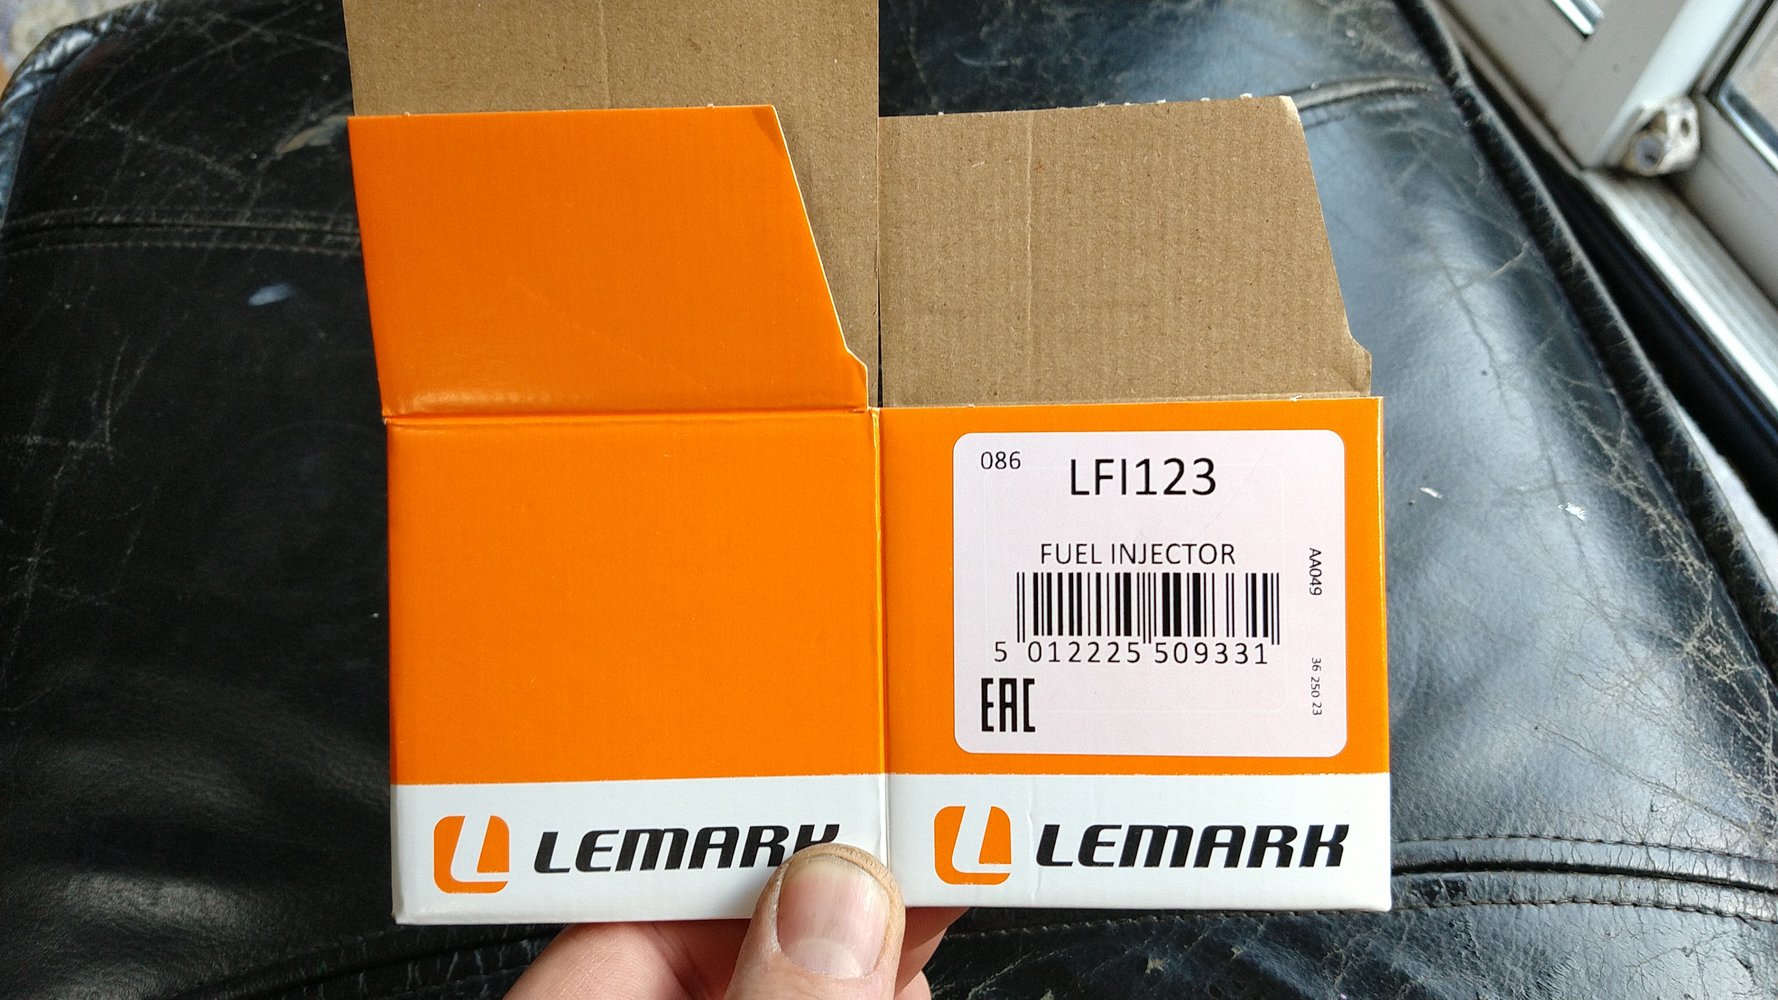 086
LFI123
FUEL INJECTOR
5 012225 509331
EAC
AA049
36 250 23
LEMARK
LEMARK